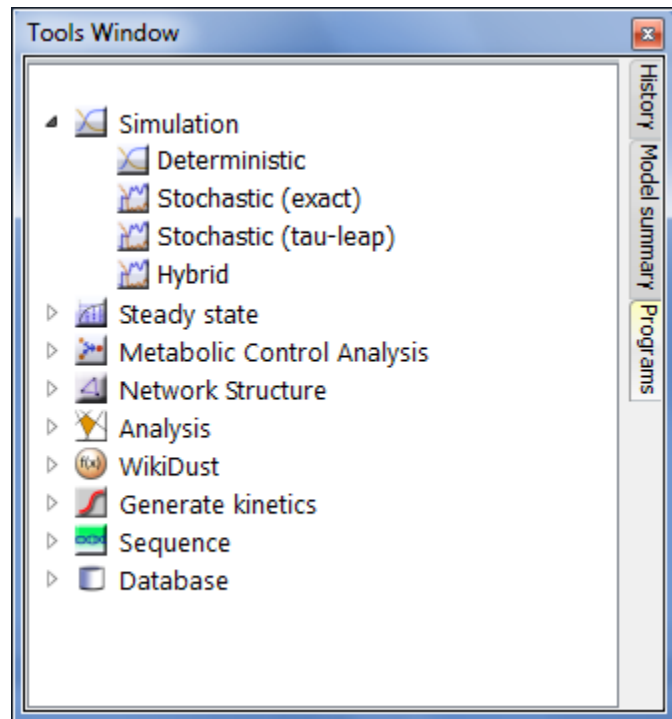 Tools Window
Simulation
Deterministic
Stochastic (exact)
Stochastic (tau-leap)
Hybrid
Steady state
Metabolic Control Analysis
Network Structure
Analysis
f(x)
WikiDust
Generate kinetics
Sequence
Database
History
Model summary
Programs